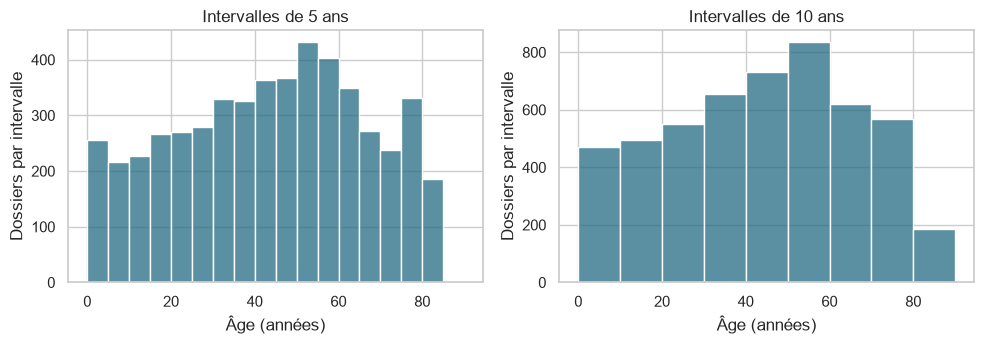 Intervalles de 5 ans
Dossiers par intervalle
400
300
200
100
0
0 20 40 60 80
Âge (années)
Intervalles de 10 ans
Dossiers par intervalle
800
600
400
200
0
0 20 40 60 80
Âge (années)